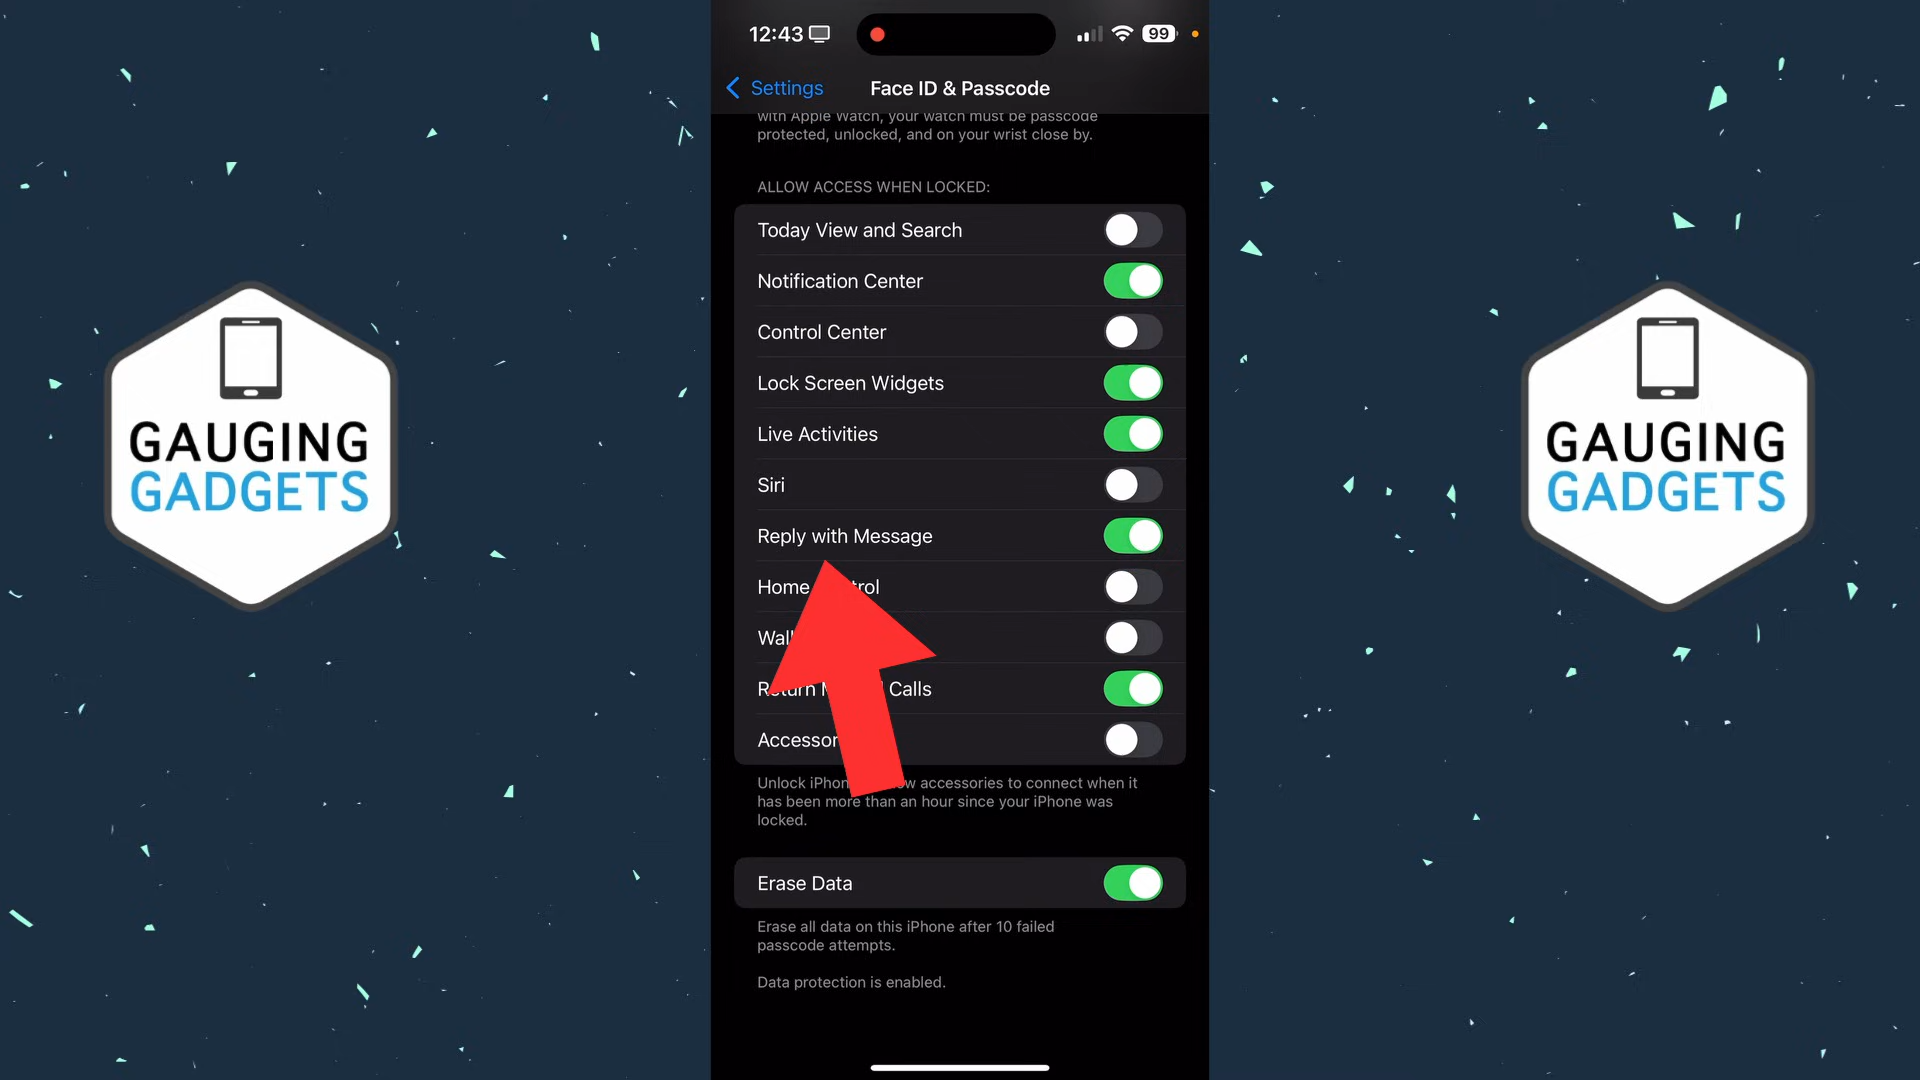 12:43
99
Settings
Face ID & Passcode
with Apple Watch, your watch must be passcode
protected, unlocked, and on your wrist close by.
ALLOW ACCESS WHEN LOCKED:
Today View and Search
Notification Center
Control Center
Lock Screen Widgets
Live Activities
Siri
Reply with Message
Home
Return Calls
Unlock accessories to connect when it
has been more than an hour since your iPhone was
locked.
Erase Data
Erase all data on this iPhone after 10 failed
passcode attempts.
Data protection is enabled.
GAUGING
GADGETS
GAUGING
GADGETS